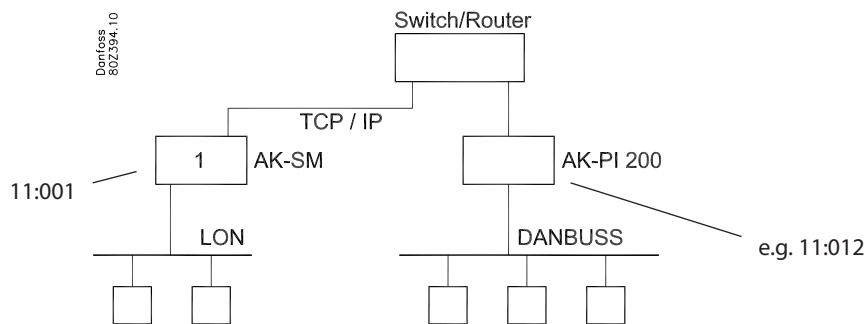 Switch/Router
Danfoss
80Z394.10
TCP / IP
1
AK-SM
AK-PI 200
11:001
LON
DANBUSS
e.g. 11:012